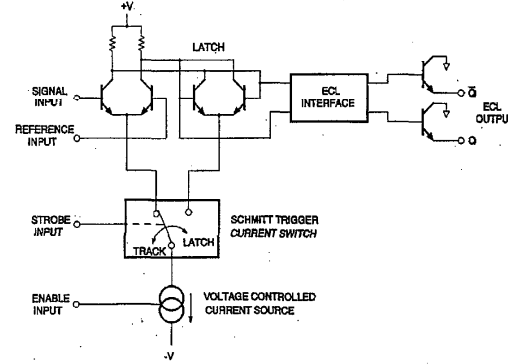 +V
LATCH
SIGNAL
INPUT
REFERENCE
INPUT
ECL
INTERFACE
Q
ECL
OUTPU
Q
STROBE
INPUT
TRACK
LATCH
SCHMITT TRIGGER
CURRENT SWITCH
ENABLE
INPUT
VOLTAGE CONTROLLED
CURRENT SOURCE
-V